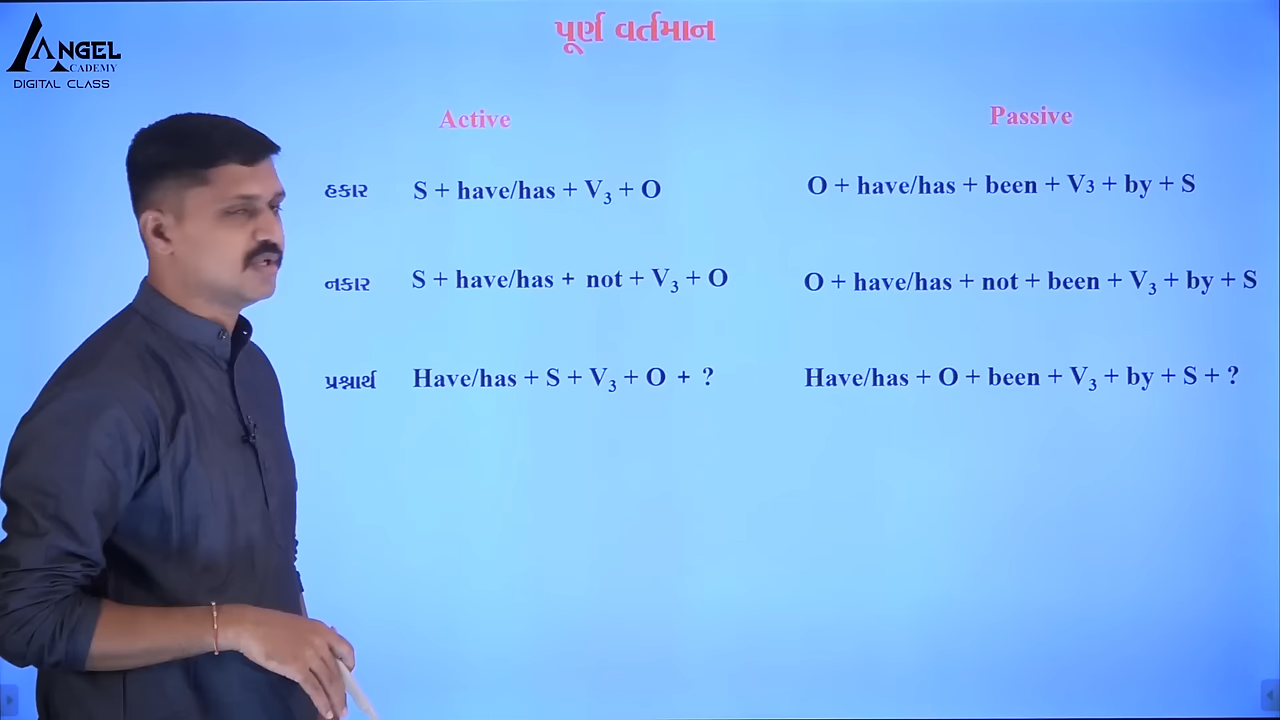 ANGEL
ACADEMY
DIGITAL CLASS
પૂર્ણ વર્તમાન
Active Passive
હકાર S + have/has + V₃ + O O + have/has + been + V3 + by + S
નકાર S + have/has + not + V₃ + O O + have/has + not + been + V₃ + by + S
પ્રશ્નાર્થ Have/has + S + V₃ + O + ? Have/has + O + been + V₃ + by + S + ?